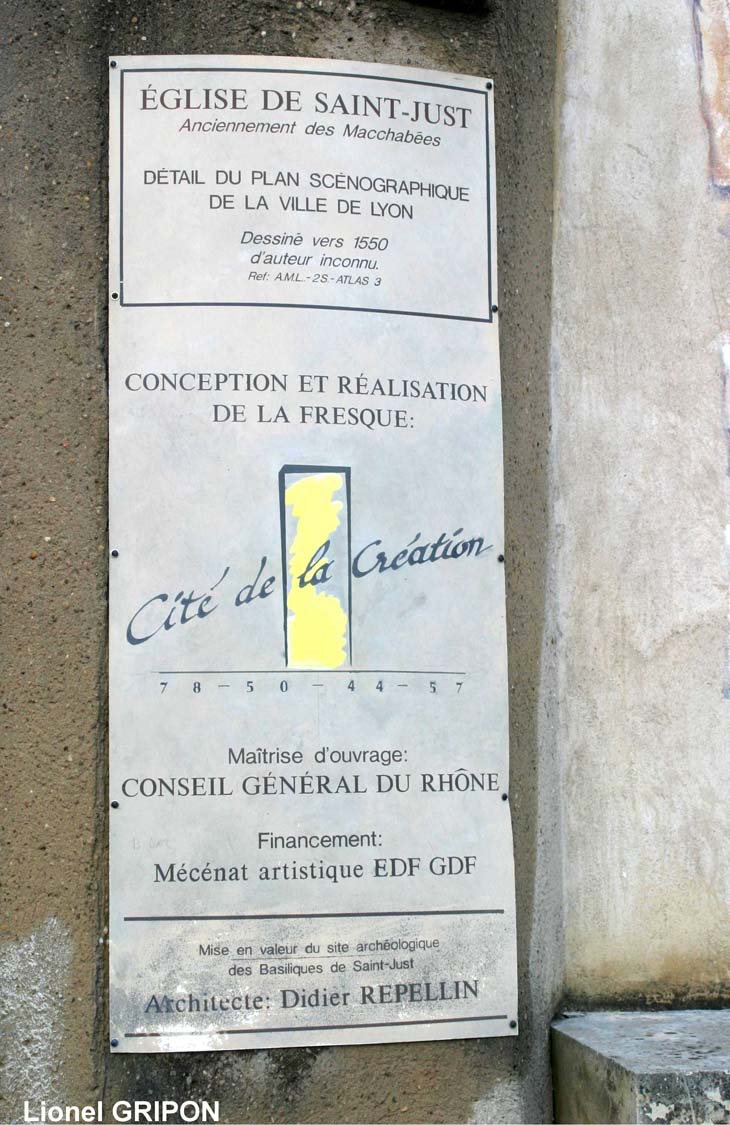 ÉGLISE DE SAINT-JUST
Anciennement des Macchabées
DÉTAIL DU PLAN SCÉNOGRAPHIQUE
DE LA VILLE DE LYON
Dessiné vers 1550
d'auteur inconnu.
Ref: A.M.L.-2S.-ATLAS 3
CONCEPTION ET RÉALISATION
DE LA FRESQUE:
Cité de la Création
78-50-44-57
Maîtrise d'ouvrage:
CONSEIL GÉNÉRAL DU RHÔNE
Financement:
Mécénat artistique EDF GDF
Mise en valeur du site archéologique
des Basiliques de Saint-Just
Architecte: Didier REPELLIN
Lionel GRIPON